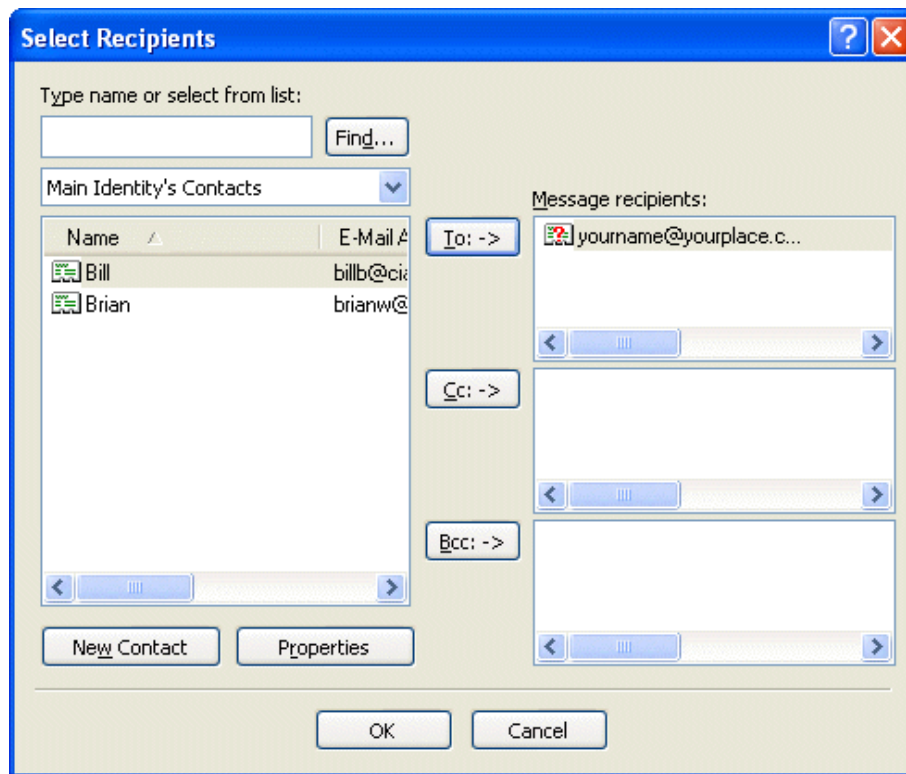 Select Recipients
Type name or select from list:
Find...
Main Identity's Contacts
Message recipients:
Name E-Mail A
To: ->
yourname@yourplace.c...
Bill billb@cia
Brian brianw@
Cc: ->
Bcc: ->
New Contact Properties
OK Cancel